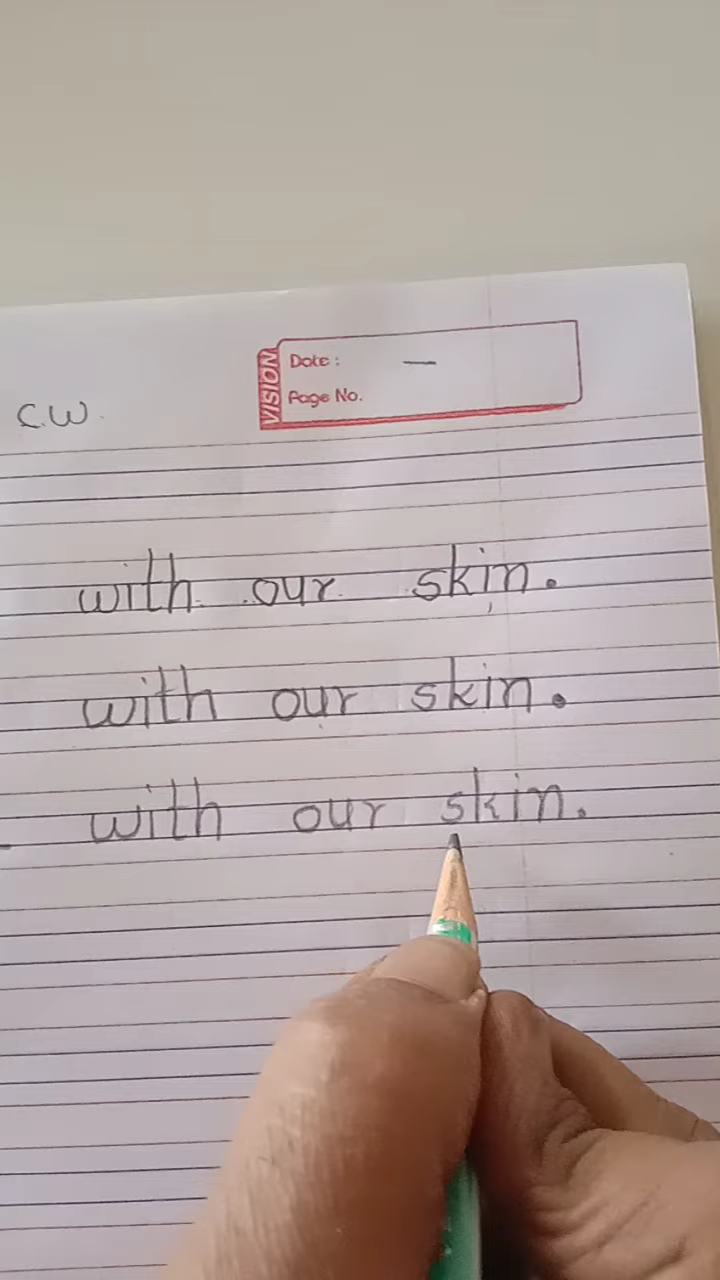 VISION
Date : —
Page No.
C.W.
with our skin.
with our skin.
with our skin.